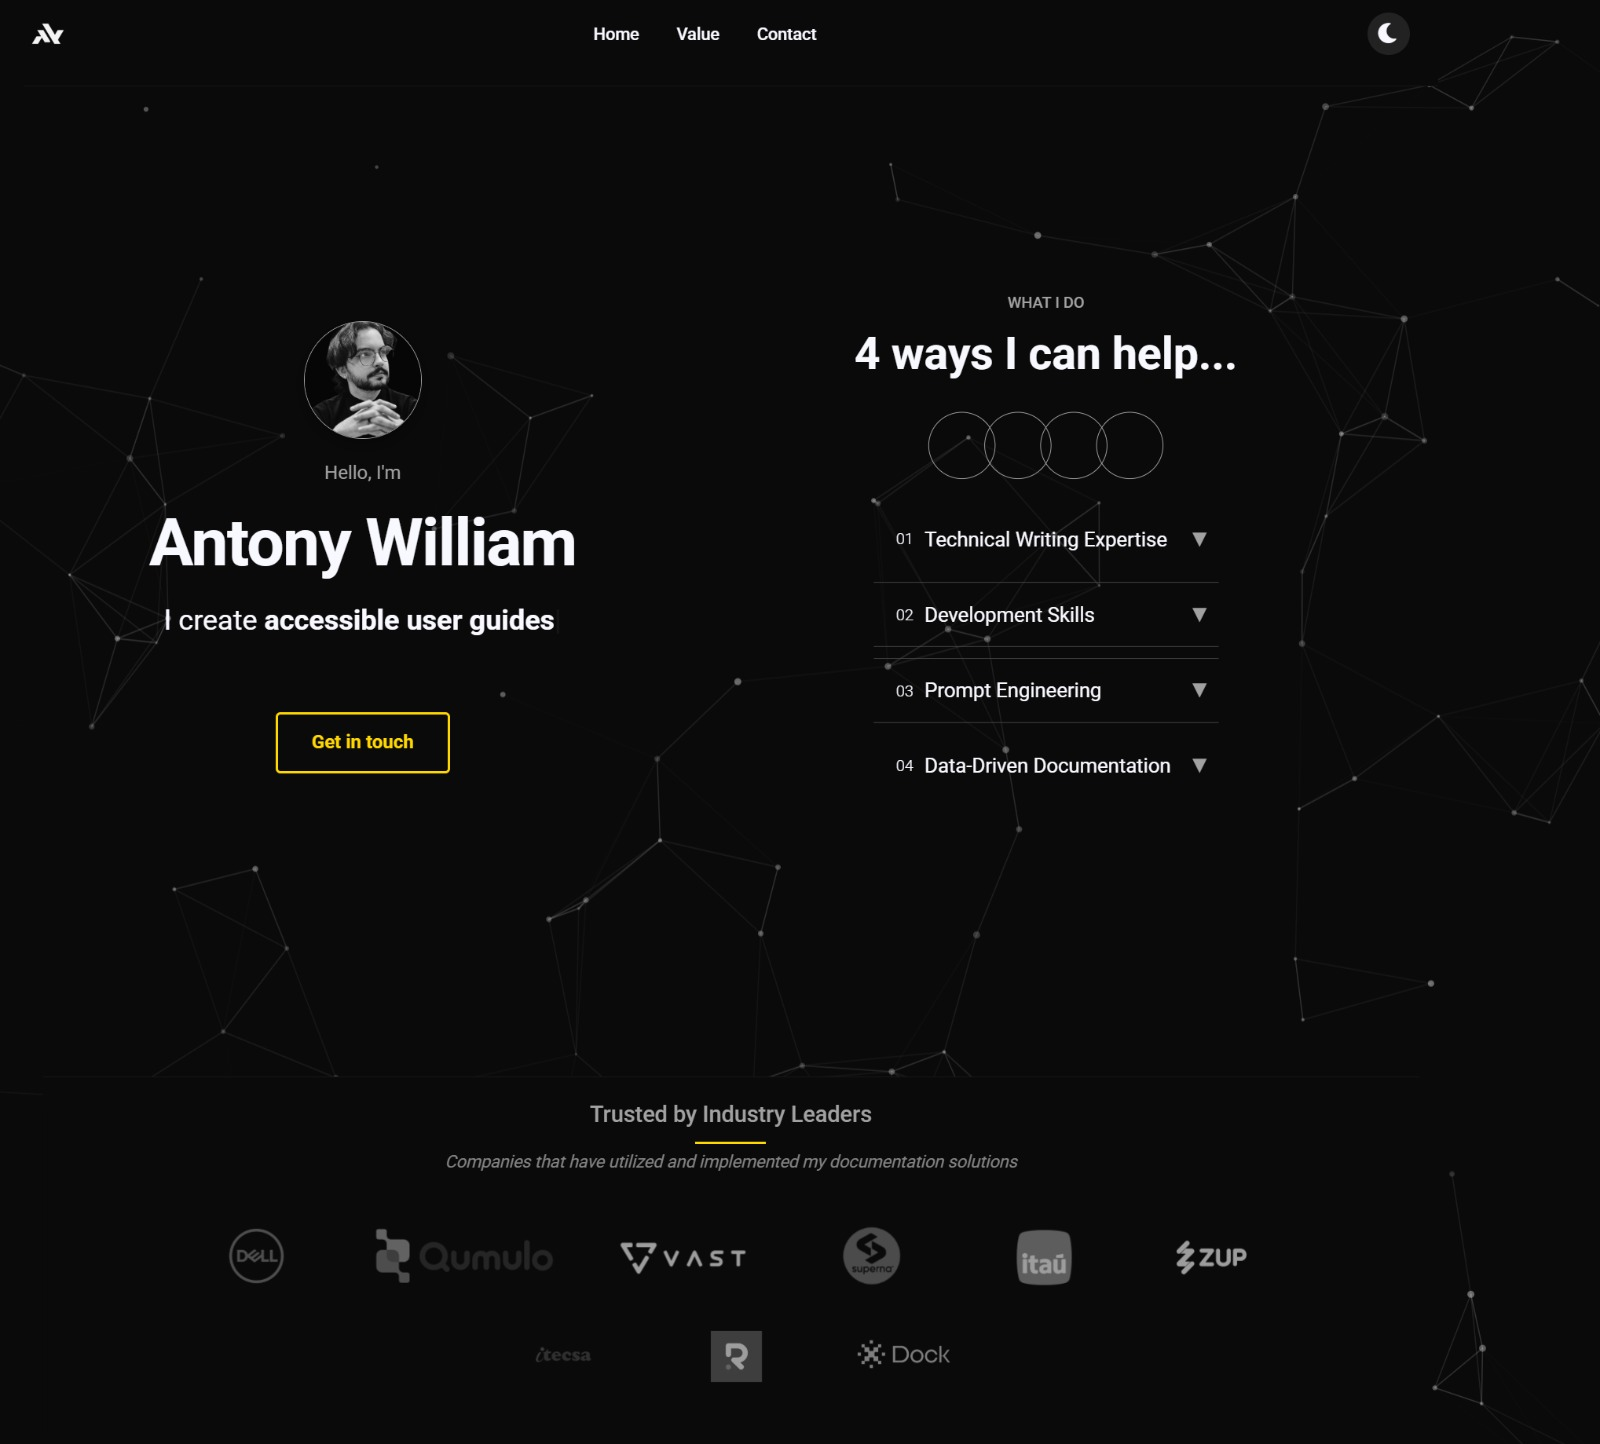 Home Value Contact
WHAT I DO
4 ways I can help...
Hello, I'm
Antony William
I create accessible user guides
Get in touch
01 Technical Writing Expertise ▼
02 Development Skills ▼
03 Prompt Engineering ▼
04 Data-Driven Documentation ▼
Trusted by Industry Leaders
Companies that have utilized and implemented my documentation solutions
DELL Qumulo VAST superna itaú ZUP
itecsa R Dock